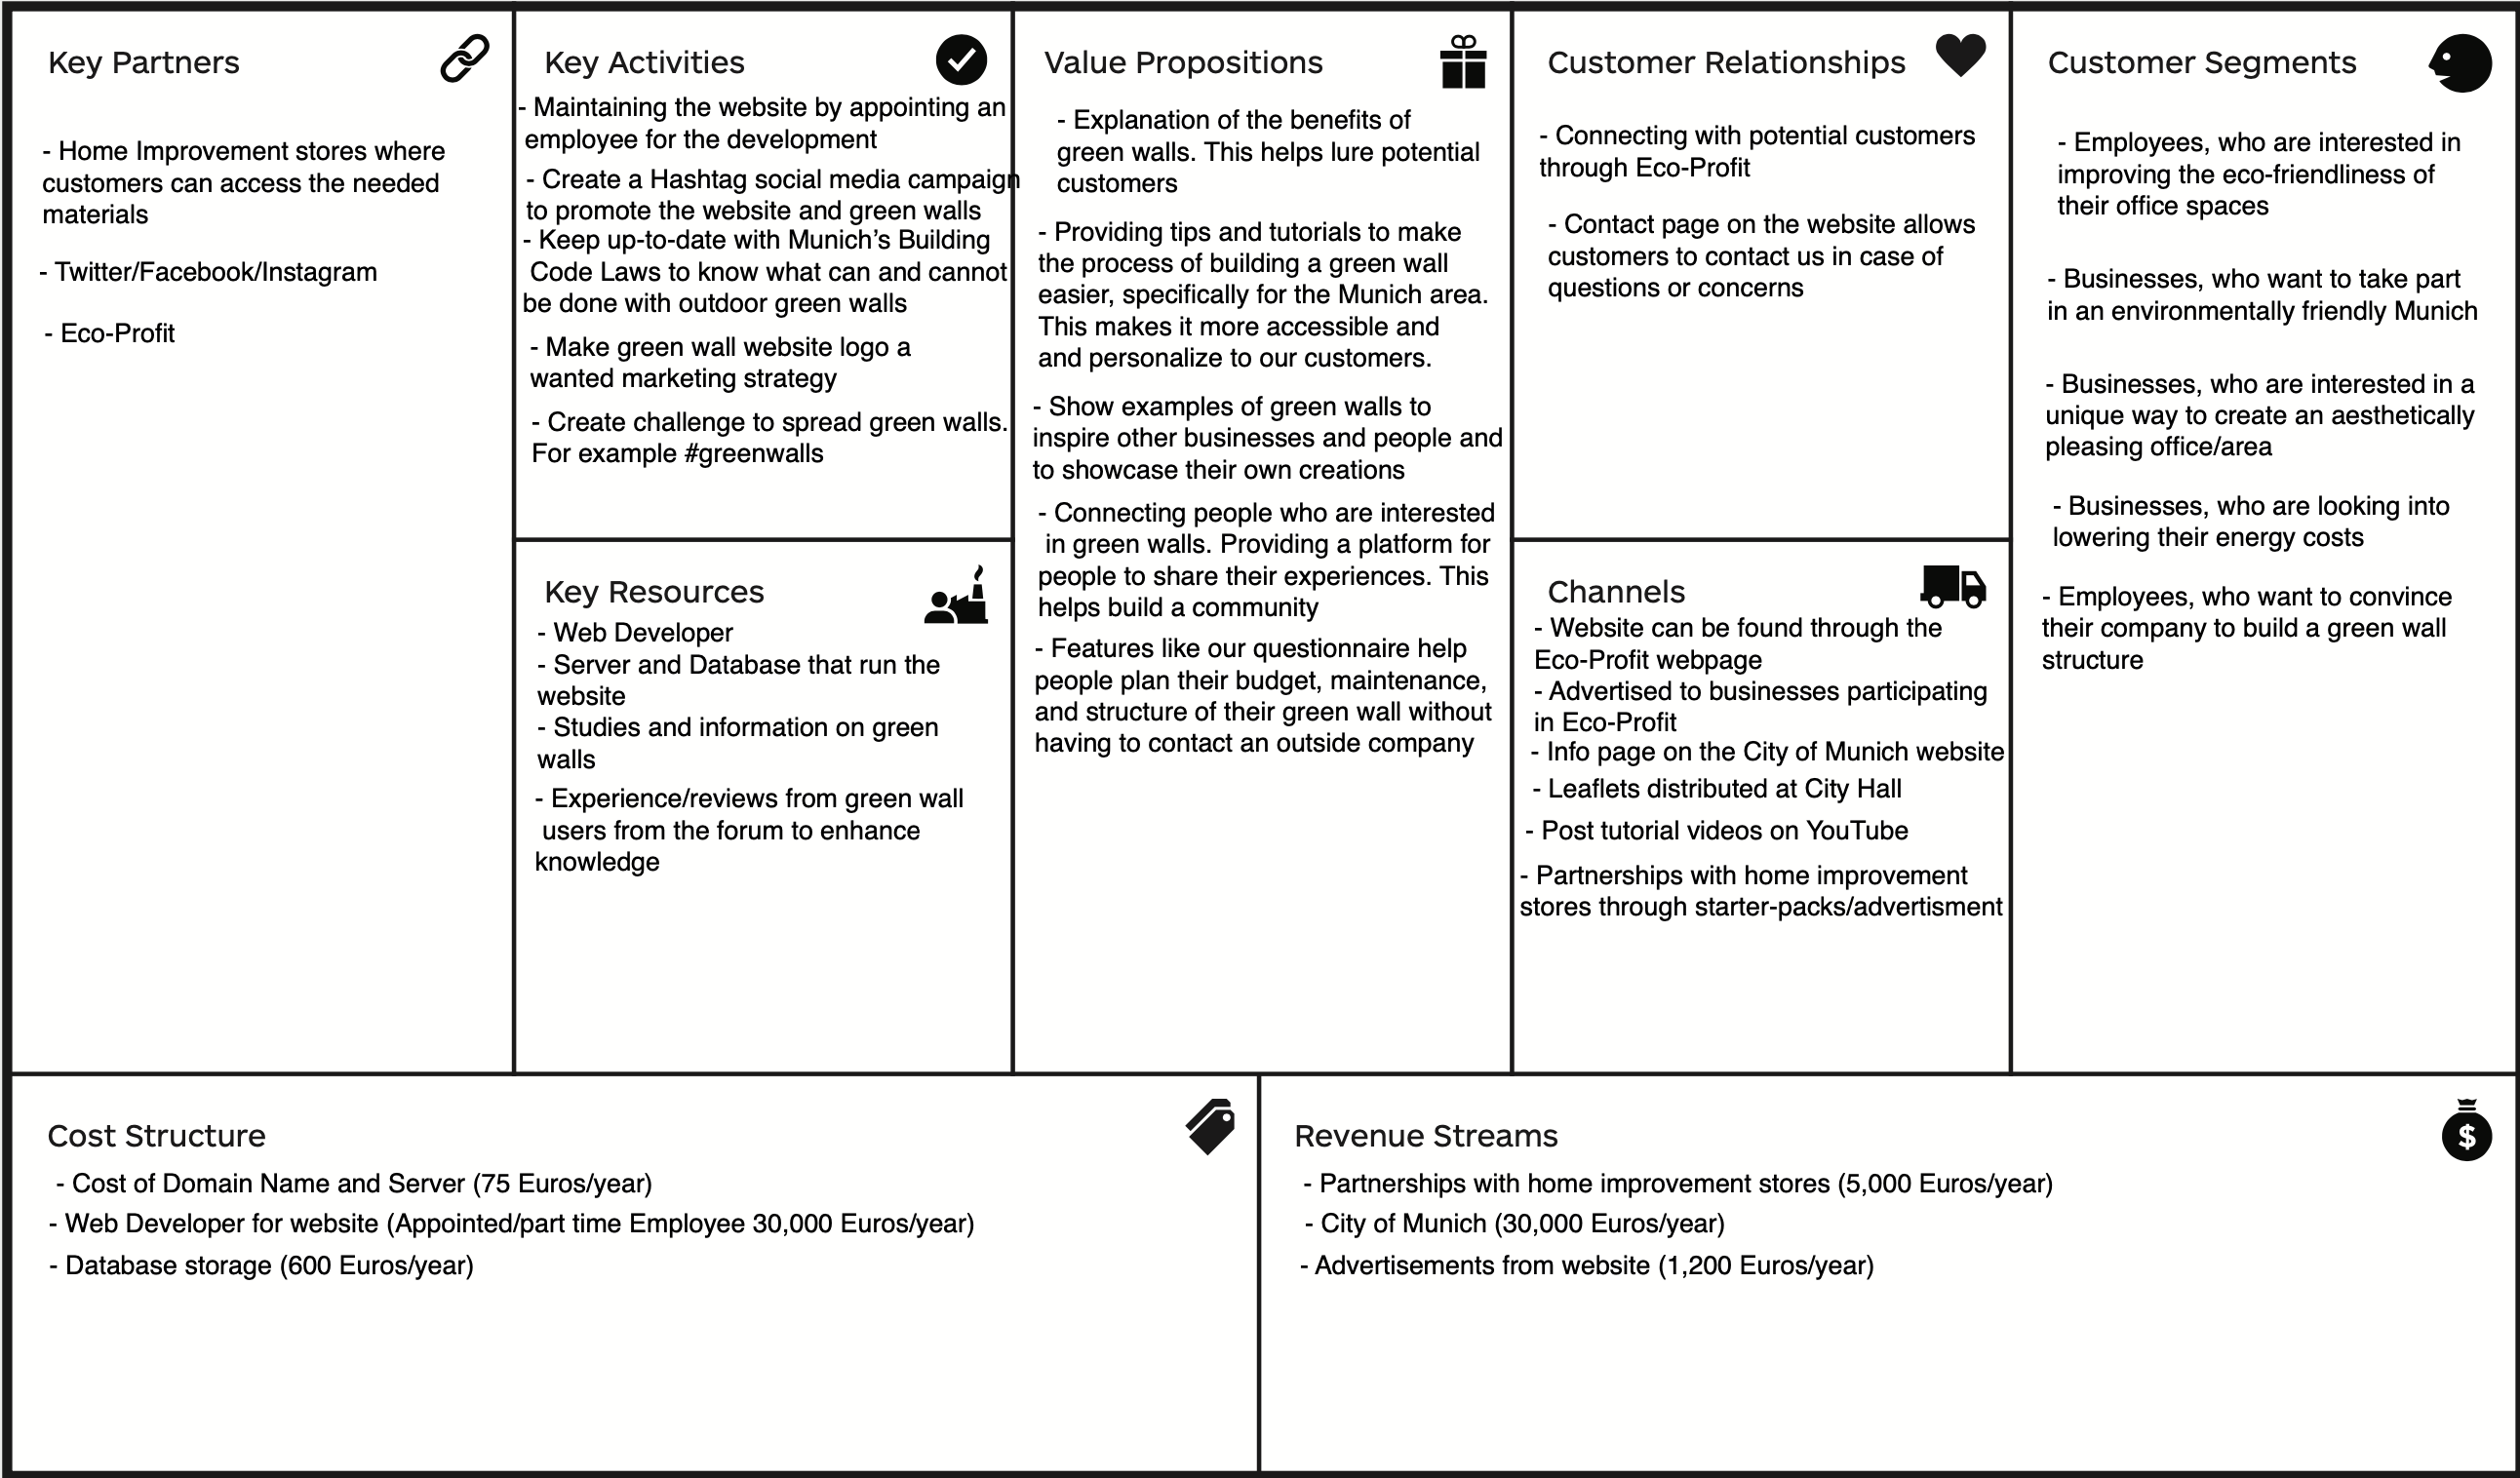 Key Partners
- Home Improvement stores where
customers can access the needed
materials
- Twitter/Facebook/Instagram
- Eco-Profit
Key Activities
- Maintaining the website by appointing an
employee for the development
- Create a Hashtag social media campaign
to promote the website and green walls
- Keep up-to-date with Munich’s Building
Code Laws to know what can and cannot
be done with outdoor green walls
- Make green wall website logo a
wanted marketing strategy
- Create challenge to spread green walls.
For example #greenwalls
Key Resources
- Web Developer
- Server and Database that run the
website
- Studies and information on green
walls
- Experience/reviews from green wall
users from the forum to enhance
knowledge
Value Propositions
- Explanation of the benefits of
green walls. This helps lure potential
customers
- Providing tips and tutorials to make
the process of building a green wall
easier, specifically for the Munich area.
This makes it more accessible and
and personalize to our customers.
- Show examples of green walls to
inspire other businesses and people and
to showcase their own creations
- Connecting people who are interested
in green walls. Providing a platform for
people to share their experiences. This
helps build a community
- Features like our questionnaire help
people plan their budget, maintenance,
and structure of their green wall without
having to contact an outside company
Customer Relationships
- Connecting with potential customers
through Eco-Profit
- Contact page on the website allows
customers to contact us in case of
questions or concerns
Channels
- Website can be found through the
Eco-Profit webpage
- Advertised to businesses participating
in Eco-Profit
- Info page on the City of Munich website
- Leaflets distributed at City Hall
- Post tutorial videos on YouTube
- Partnerships with home improvement
stores through starter-packs/advertisment
Customer Segments
- Employees, who are interested in
improving the eco-friendliness of
their office spaces
- Businesses, who want to take part
in an environmentally friendly Munich
- Businesses, who are interested in a
unique way to create an aesthetically
pleasing office/area
- Businesses, who are looking into
lowering their energy costs
- Employees, who want to convince
their company to build a green wall
structure
Cost Structure
- Cost of Domain Name and Server (75 Euros/year)
- Web Developer for website (Appointed/part time Employee 30,000 Euros/year)
- Database storage (600 Euros/year)
Revenue Streams
$
- Partnerships with home improvement stores (5,000 Euros/year)
- City of Munich (30,000 Euros/year)
- Advertisements from website (1,200 Euros/year)